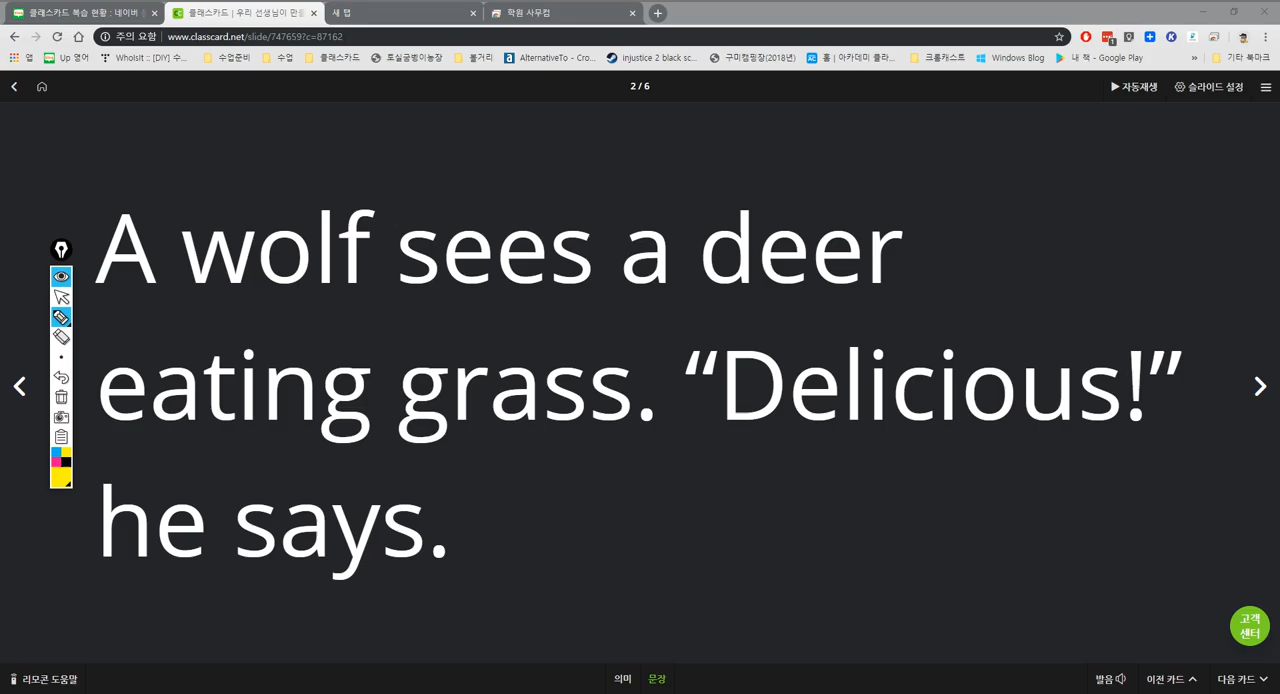 클래스카드 복습 현황 : 네이버 블
클래스카드 | 우리 선생님이 만들
새 탭
학원 사무컴
주의 요함 | www.classcard.net/slide/747659?c=87162
앱 Up 영어 WhoIsIt :: [DIY] 수... 수업준비 수업 클래스카드 토실굼벵이농장 볼거리 AlternativeTo - Cro... injustice 2 black sc... 구미캠핑장(2018년) 홈 | 아카데미 클라... 크롬캐스트 Windows Blog 내 책 - Google Play » 기타 북마크
2 / 6
자동재생 슬라이드 설정
A wolf sees a deer
eating grass. “Delicious!”
he says.
고객
센터
리모콘 도움말 의미 문장 발음 이전 카드 다음 카드